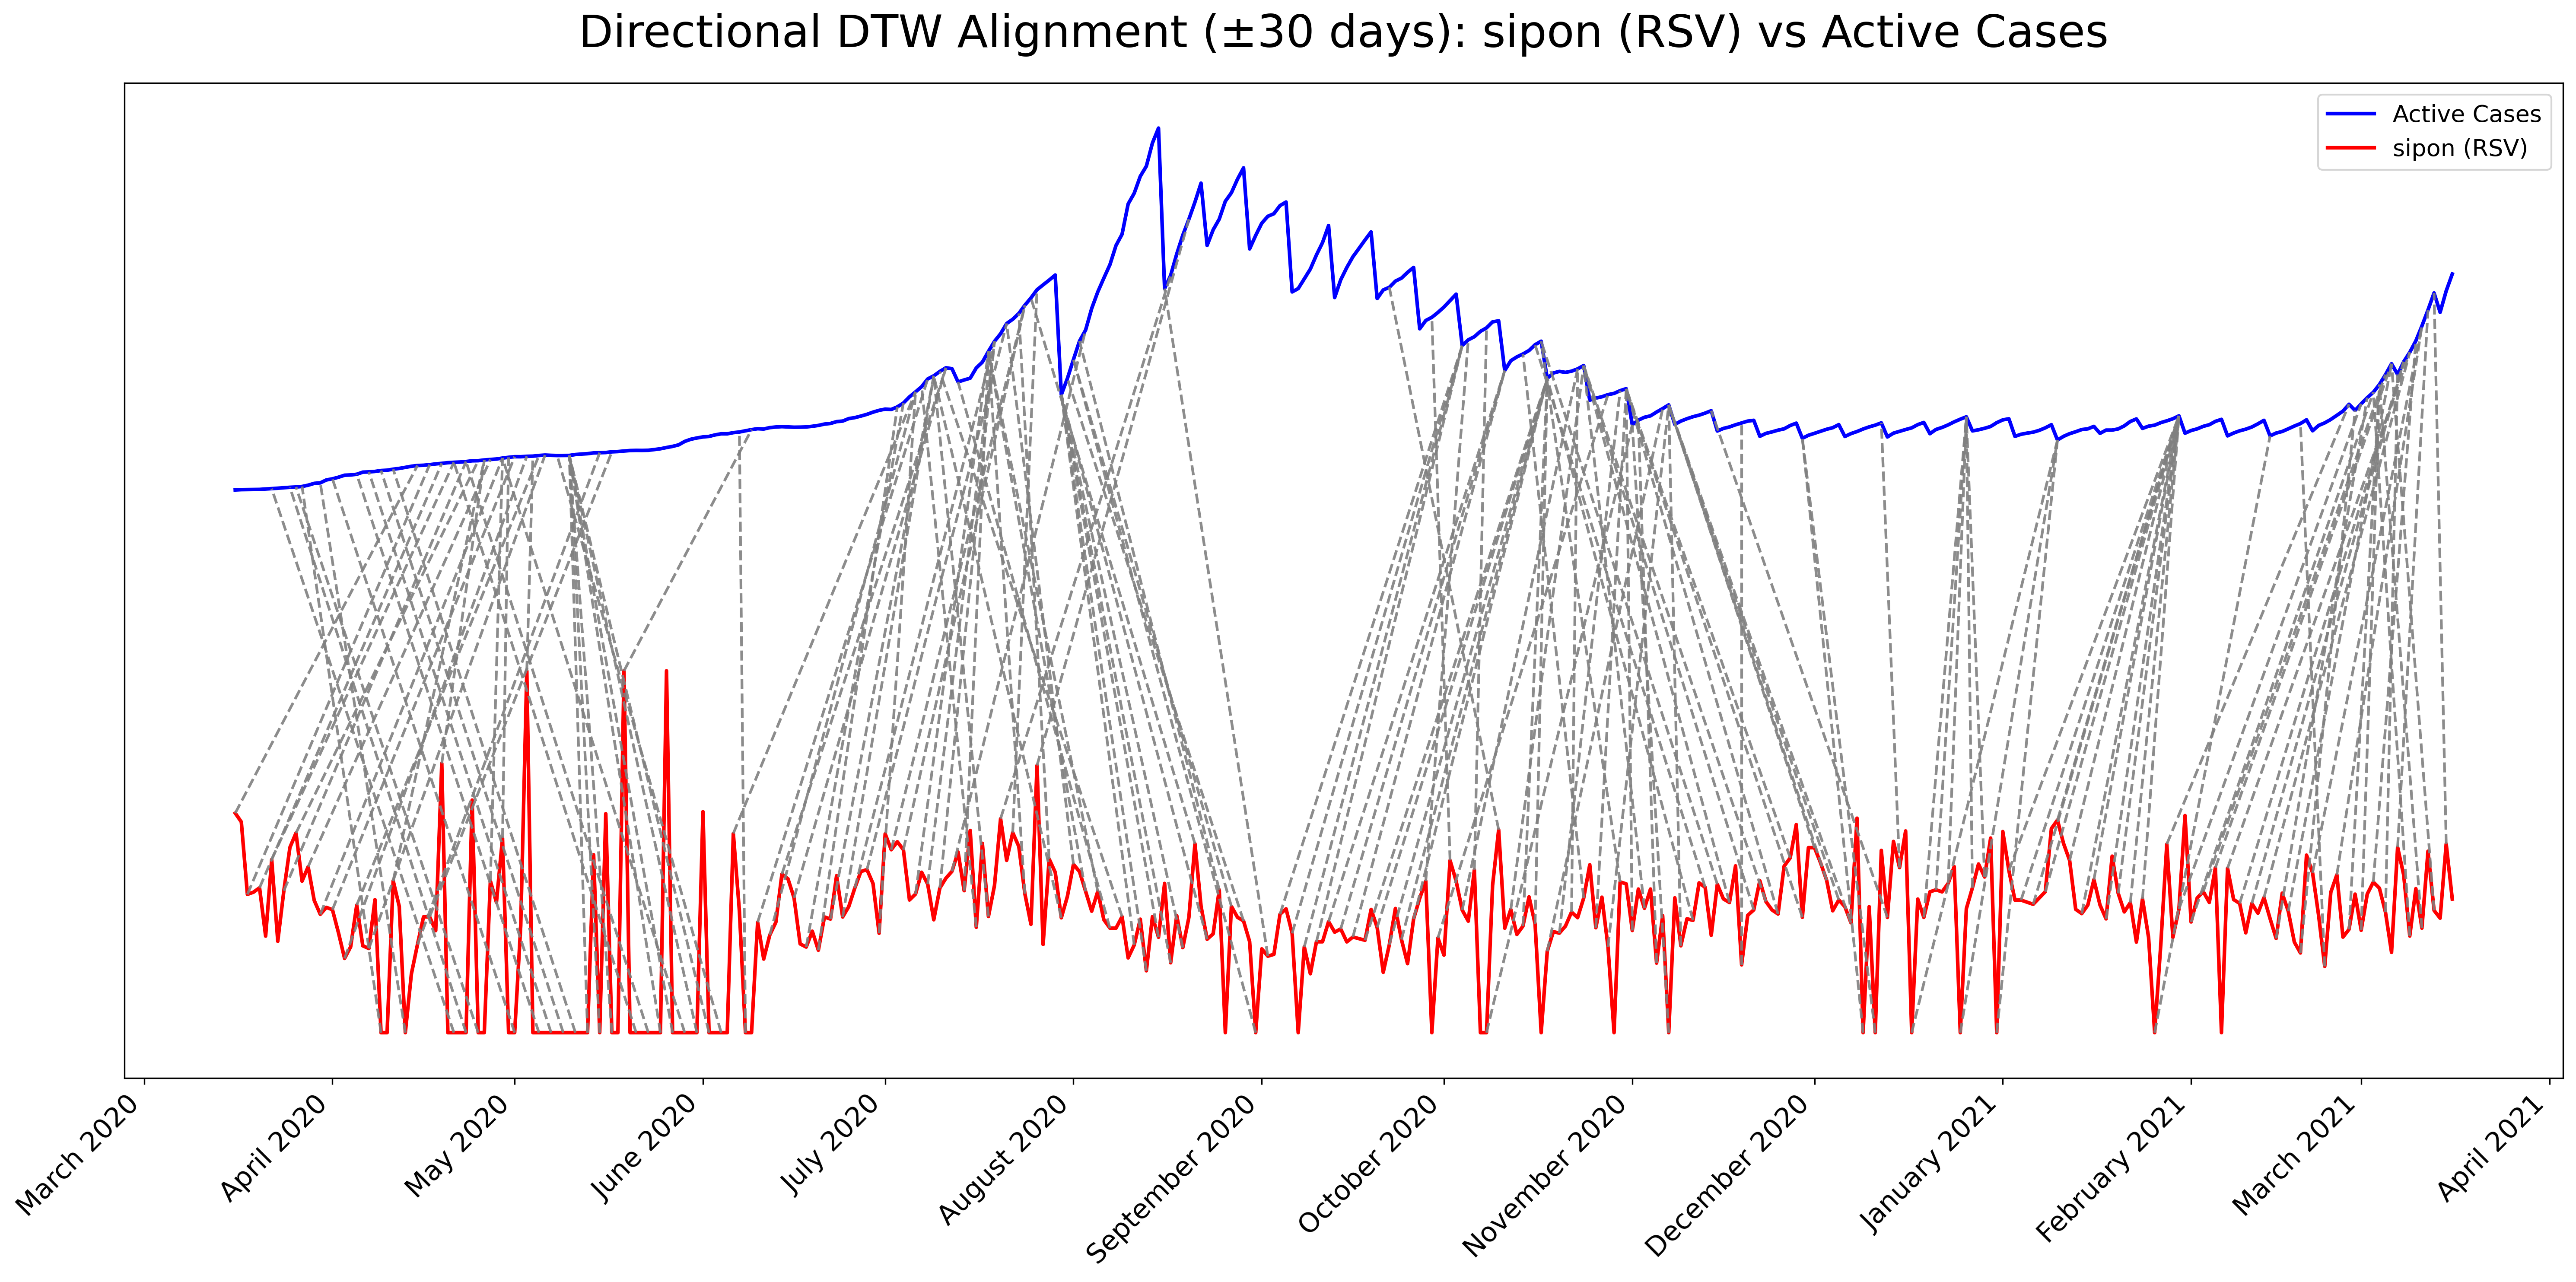 Directional DTW Alignment (±30 days): sipon (RSV) vs Active Cases
Active Cases
sipon (RSV)
March 2020
April 2020
May 2020
June 2020
July 2020
August 2020
September 2020
October 2020
November 2020
December 2020
January 2021
February 2021
March 2021
April 2021